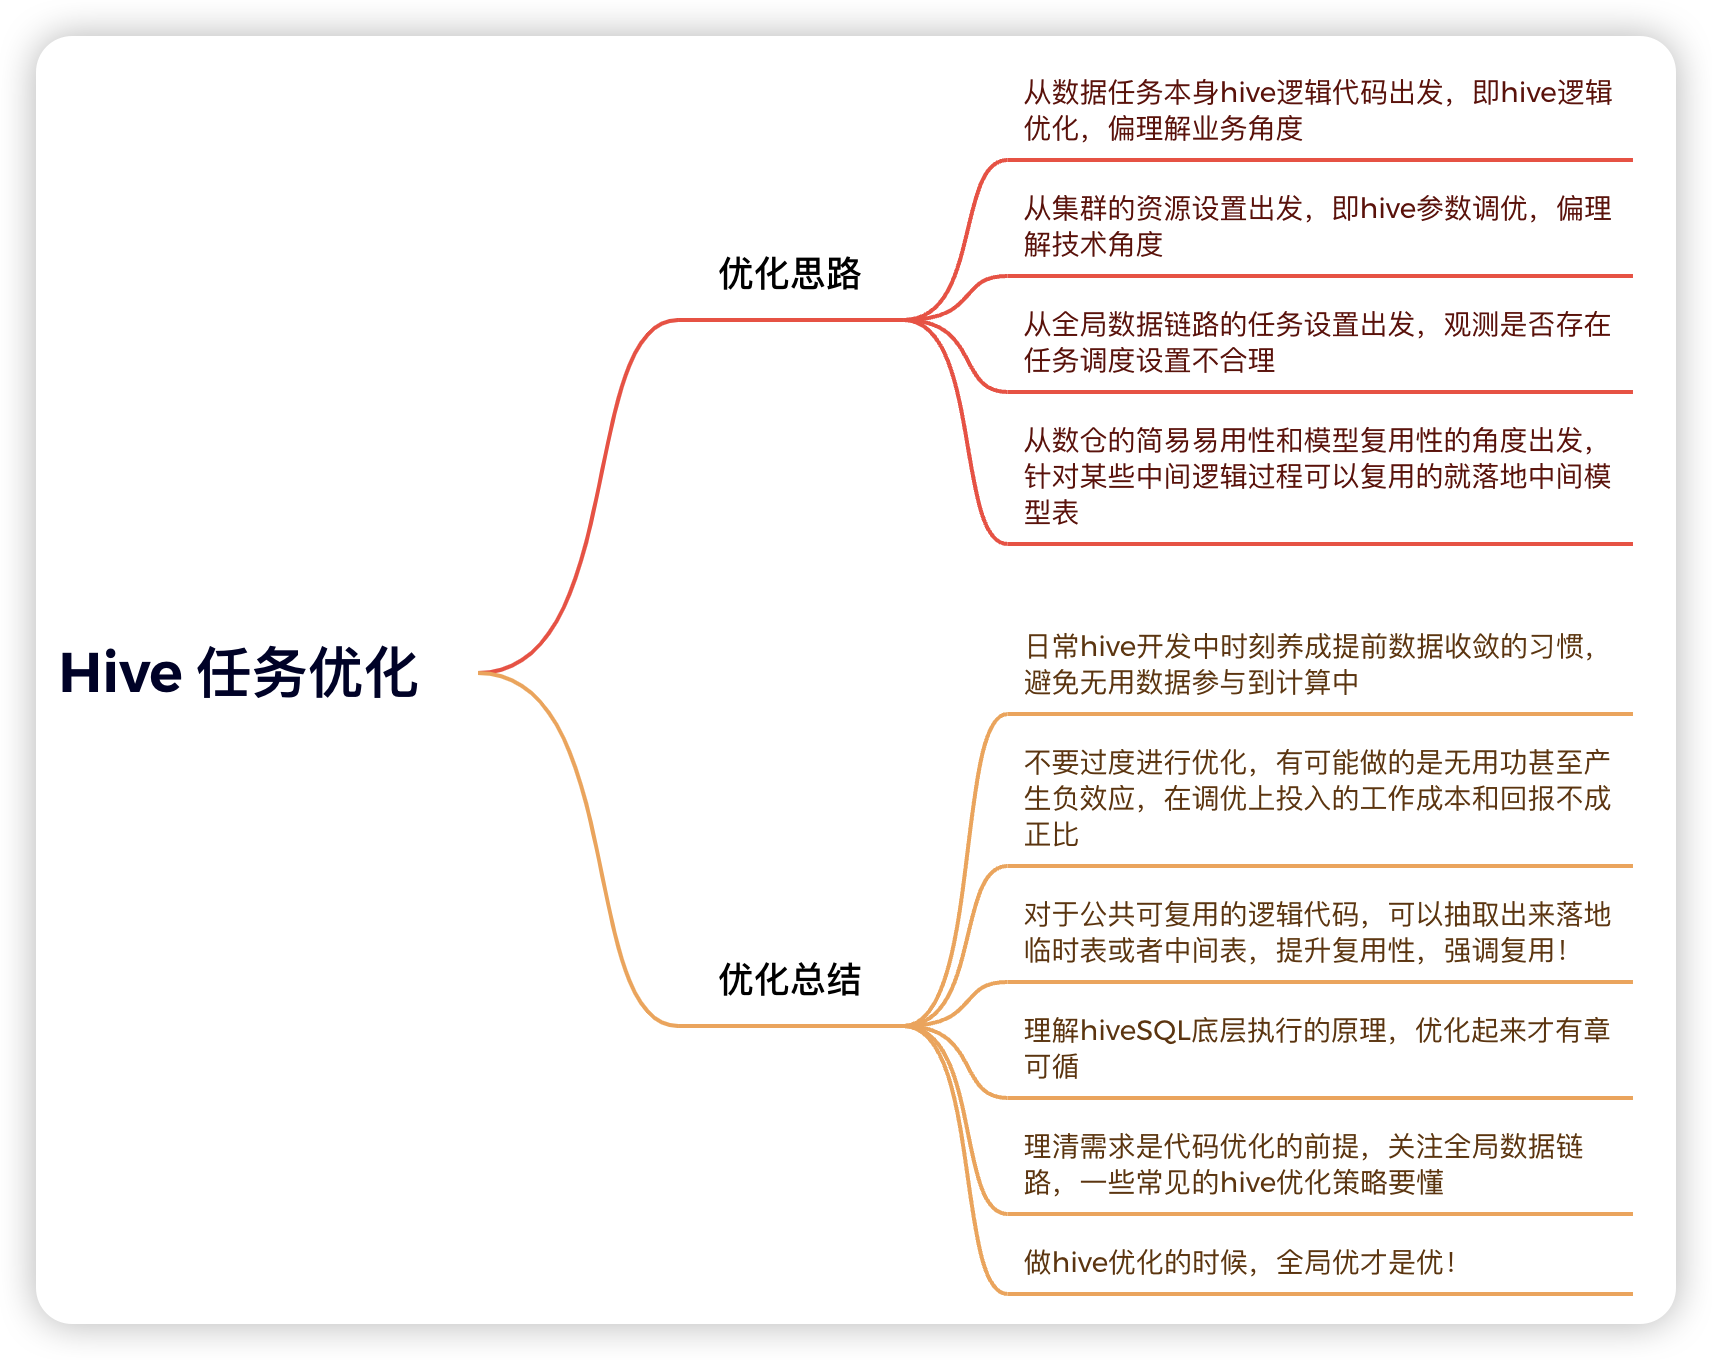 Hive 任务优化
优化思路
从数据任务本身hive逻辑代码出发，即hive逻辑
优化，偏理解业务角度
从集群的资源设置出发，即hive参数调优，偏理
解技术角度
从全局数据链路的任务设置出发，观测是否存在
任务调度设置不合理
从数仓的简易易用性和模型复用性的角度出发，
针对某些中间逻辑过程可以复用的就落地中间模
型表
优化总结
日常hive开发中时刻养成提前数据收敛的习惯，
避免无用数据参与到计算中
不要过度进行优化，有可能做的是无用功甚至产
生负效应，在调优上投入的工作成本和回报不成
正比
对于公共可复用的逻辑代码，可以抽取出来落地
临时表或者中间表，提升复用性，强调复用！
理解hiveSQL底层执行的原理，优化起来才有章
可循
理清需求是代码优化的前提，关注全局数据链
路，一些常见的hive优化策略要懂
做hive优化的时候，全局优才是优！